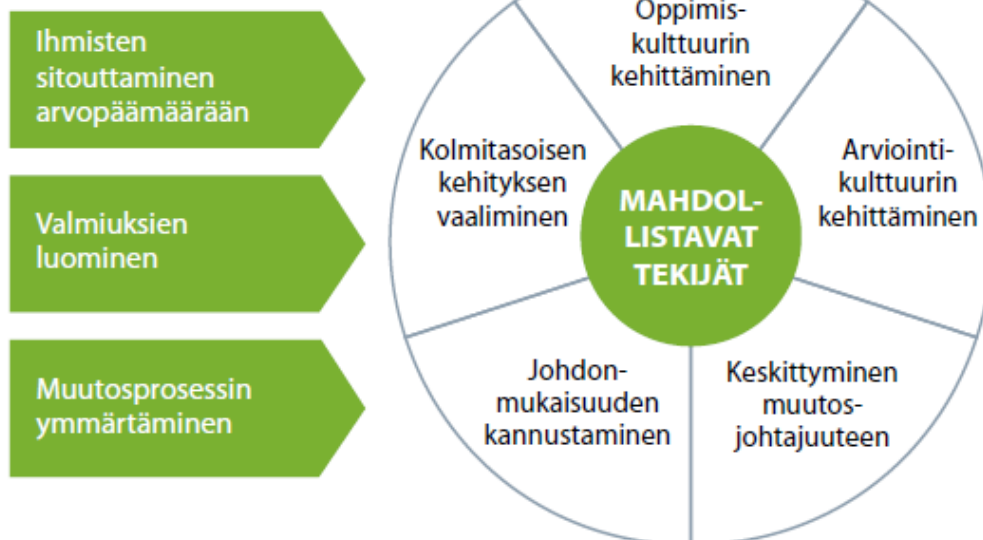 Ihmisten
sitouttaminen
arvopäämäärään
Valmiuksien
luominen
Muutosprosessin
ymmärtäminen
Oppimis-
kulttuurin
kehittäminen
Kolmitasoisen
kehityksen
vaaliminen
MAHDOL-
LISTAVAT
TEKIJÄT
Arviointi-
kulttuurin
kehittäminen
Johdon-
mukaisuuden
kannustaminen
Keskittyminen
muutos-
johtajuuteen